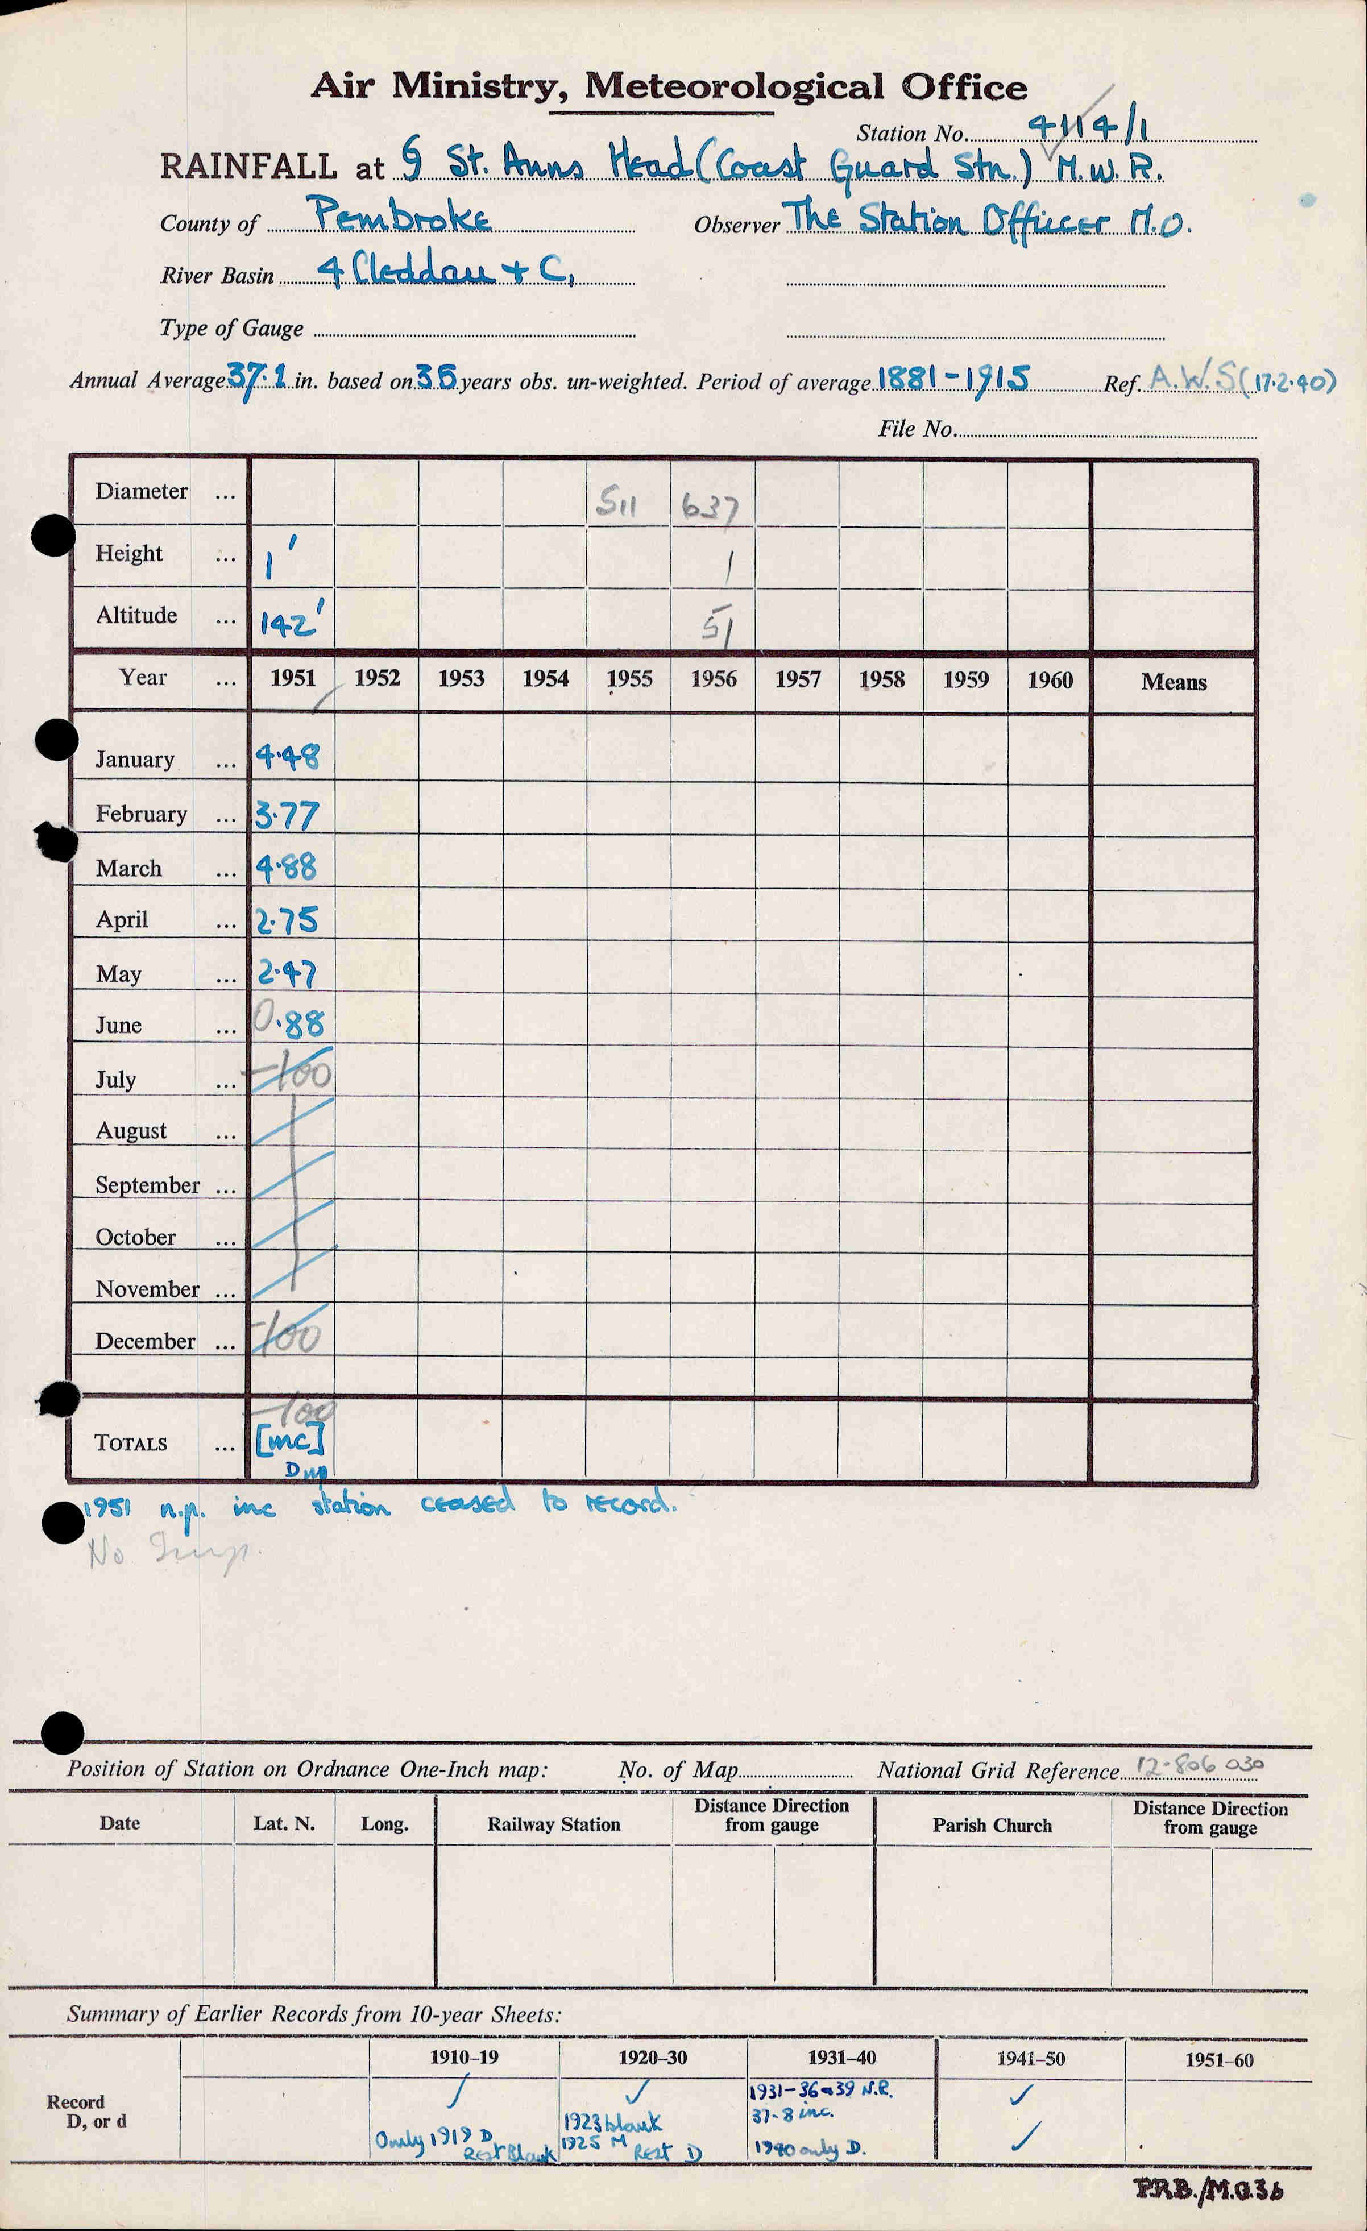 Air Ministry, Meteorological Office
Station No. 4114/1
RAINFALL at § St. Anns Head (Coast Guard Stn.) M.W.R.
County of Pembroke Observer The Station Officer M.O.
River Basin 4 Cleddau + C,
Type of Gauge
Annual Average 37.1 in. based on 35 years obs. un-weighted. Period of average 1881-1915 Ref. A.W.S (17.2.40)
File No.
Diameter ... 511 637
Height ... 1' 1
Altitude ... 142' 51
Year ... 1951 1952 1953 1954 1955 1956 1957 1958 1959 1960 Means
January ... 4.48
February ... 3.77
March ... 4.88
April ... 2.75
May ... 2.47
June ... 0.88
July ... -100
August ...
September ...
October ...
November ...
December ... -100
-100
TOTALS ... [inc]
1951 n.p. inc station ceased to record.
No
Position of Station on Ordnance One-Inch map: No. of Map National Grid Reference 12-806 030
Date Lat. N. Long. Railway Station Distance Direction from gauge Parish Church Distance Direction from gauge
Summary of Earlier Records from 10-year Sheets:
1910-19 1920-30 1931-40 1941-50 1951-60
Record D, or d
✓ ✓ 1931-36 + 39 N.R. ✓
37-8 inc.
Only 1919 D Rest Blank
1923 blank
1925 M Rest D
1940 only D. ✓
P.R.B./M.O.36